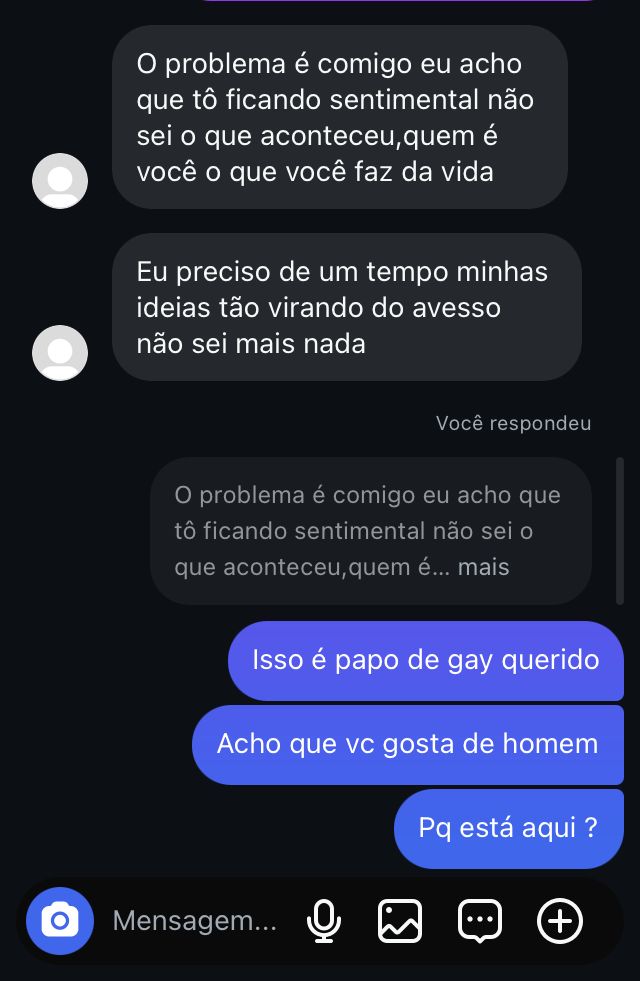 O problema é comigo eu acho
que tô ficando sentimental não
sei o que aconteceu,quem é
você o que você faz da vida
Eu preciso de um tempo minhas
ideias tão virando do avesso
não sei mais nada
Você respondeu
O problema é comigo eu acho que
tô ficando sentimental não sei o
que aconteceu,quem é... mais
Isso é papo de gay querido
Acho que vc gosta de homem
Pq está aqui ?
Mensagem...